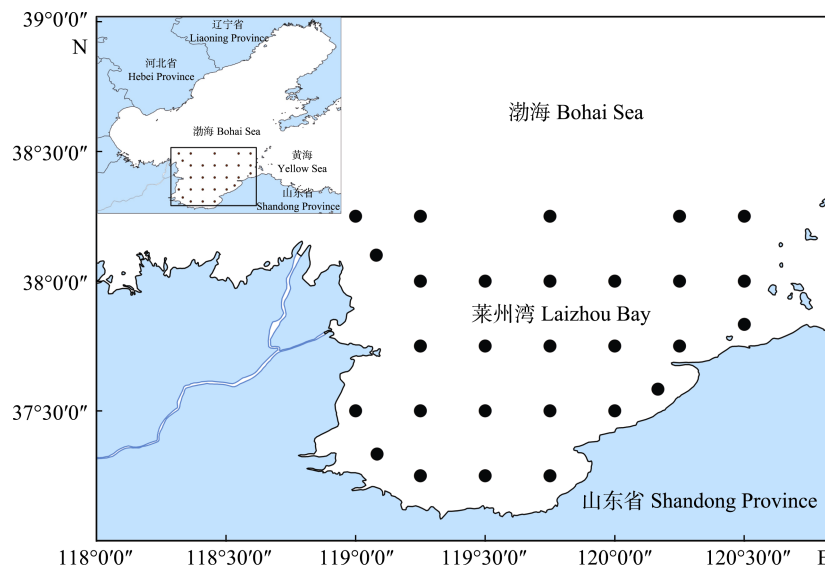 39°0′0″
N
辽宁省
Liaoning Province
河北省
Hebei Province
渤海 Bohai Sea
黄海
Yellow Sea
山东省
Shandong Province
渤海 Bohai Sea
38°30′0″
38°0′0″
莱州湾 Laizhou Bay
37°30′0″
山东省 Shandong Province
118°0′0″
118°30′0″
119°0′0″
119°30′0″
120°0′0″
120°30′0″
E